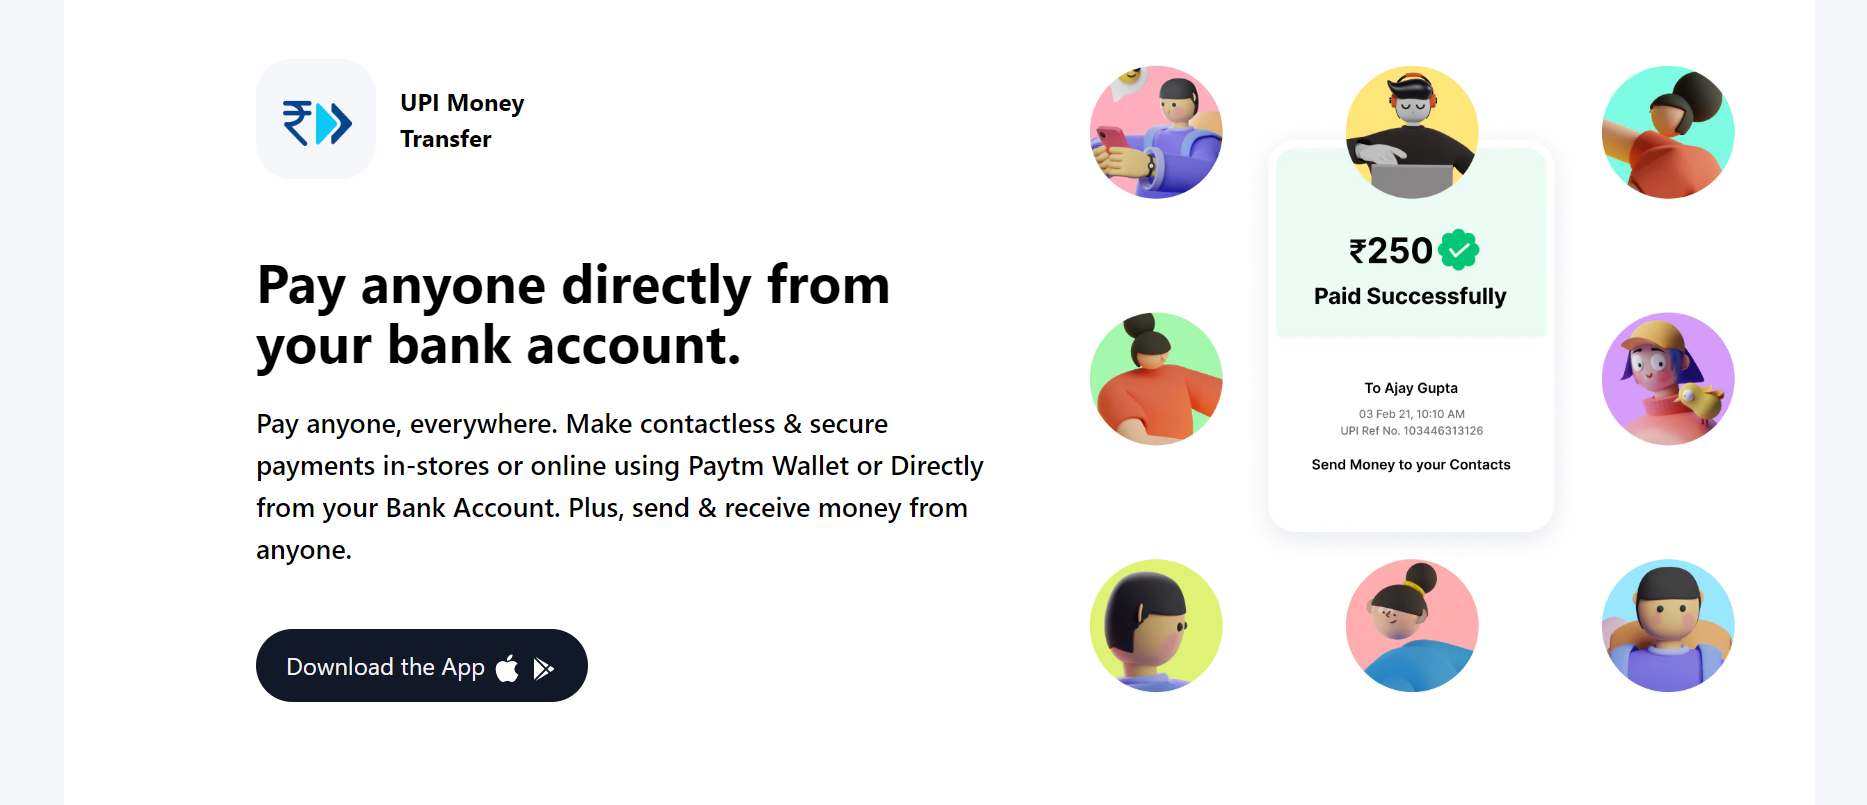 UPI Money
Transfer
Pay anyone directly from
your bank account.
Pay anyone, everywhere. Make contactless & secure
payments in-stores or online using Paytm Wallet or Directly
from your Bank Account. Plus, send & receive money from
anyone.
Download the App
₹250
Paid Successfully
To Ajay Gupta
03 Feb 21, 10:10 AM
UPI Ref No. 103446313126
Send Money to your Contacts